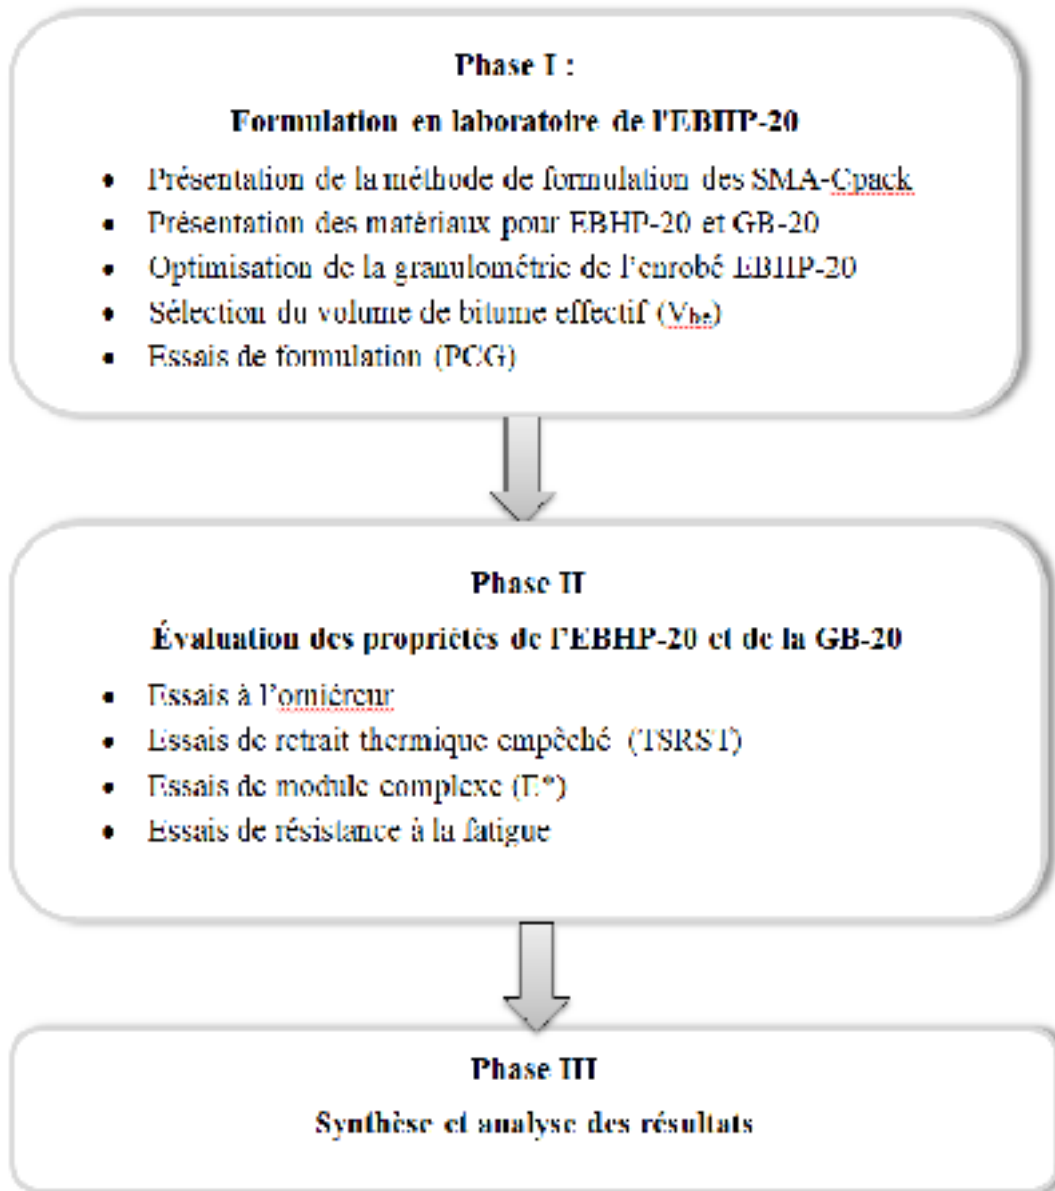 Phase I :
Formulation en laboratoire de l'EBHP-20
• Présentation de la méthode de formulation des SMA-Cpack
• Présentation des matériaux pour EBHP-20 et GB-20
• Optimisation de la granulométrie de l'enrobé EBHP-20
• Sélection du volume de bitume effectif (Vbe)
• Essais de formulation (PCG)
Phase II
Évaluation des propriétés de l'EBHP-20 et de la GB-20
• Essais à l'orniéreur
• Essais de retrait thermique empêché (TSRST)
• Essais de module complexe (E*)
• Essais de résistance à la fatigue
Phase III
Synthèse et analyse des résultats